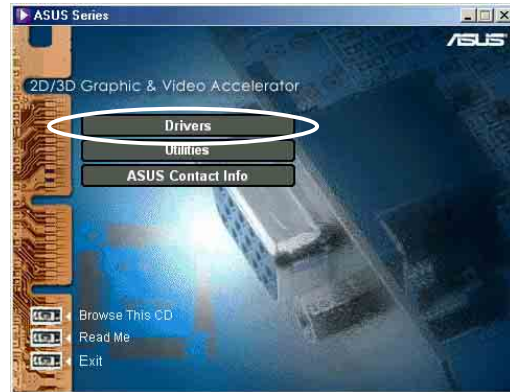 ASUS Series
ASUS
2D/3D Graphic & Video Accelerator
Drivers
Utilities
ASUS Contact Info
Browse This CD
Read Me
Exit